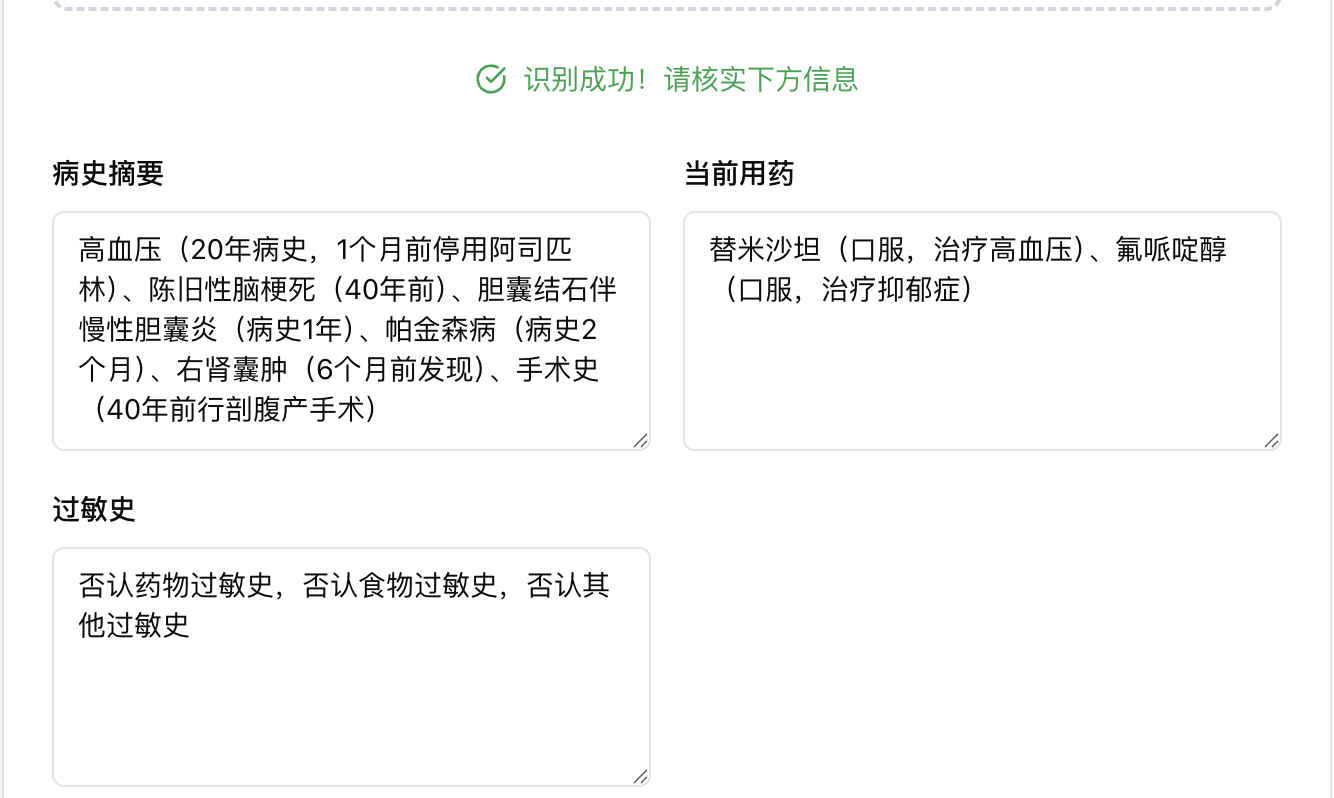 识别成功！请核实下方信息
病史摘要
高血压（20年病史，1个月前停用阿司匹
林）、陈旧性脑梗死（40年前）、胆囊结石伴
慢性胆囊炎（病史1年）、帕金森病（病史2
个月）、右肾囊肿（6个月前发现）、手术史
（40年前行剖腹产手术）
当前用药
替米沙坦（口服，治疗高血压）、氟哌啶醇
（口服，治疗抑郁症）
过敏史
否认药物过敏史，否认食物过敏史，否认其
他过敏史